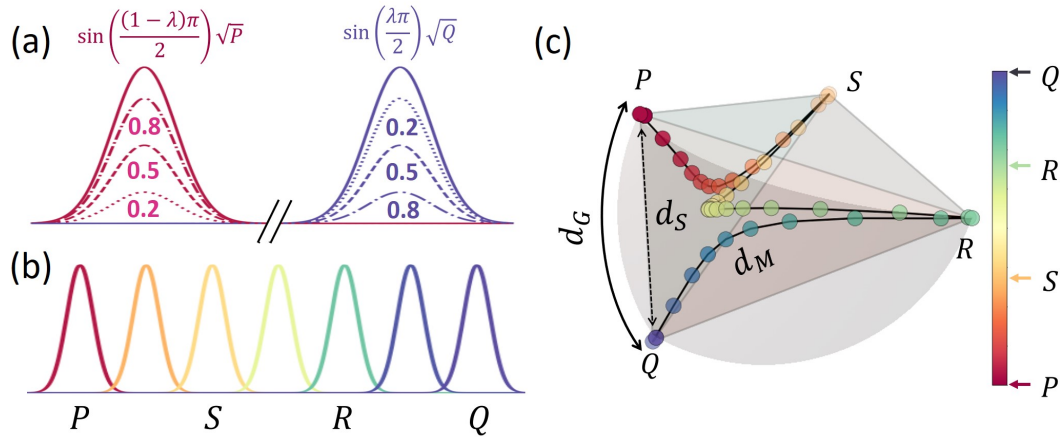 (a)
sin((1 − λ)π/2)√P
sin(λπ/2)√Q
0.8
0.5
0.2
0.2
0.5
0.8
(b)
P S R Q
(c)
P
S
R
Q
d_G
d_S
d_M
Q
R
S
P